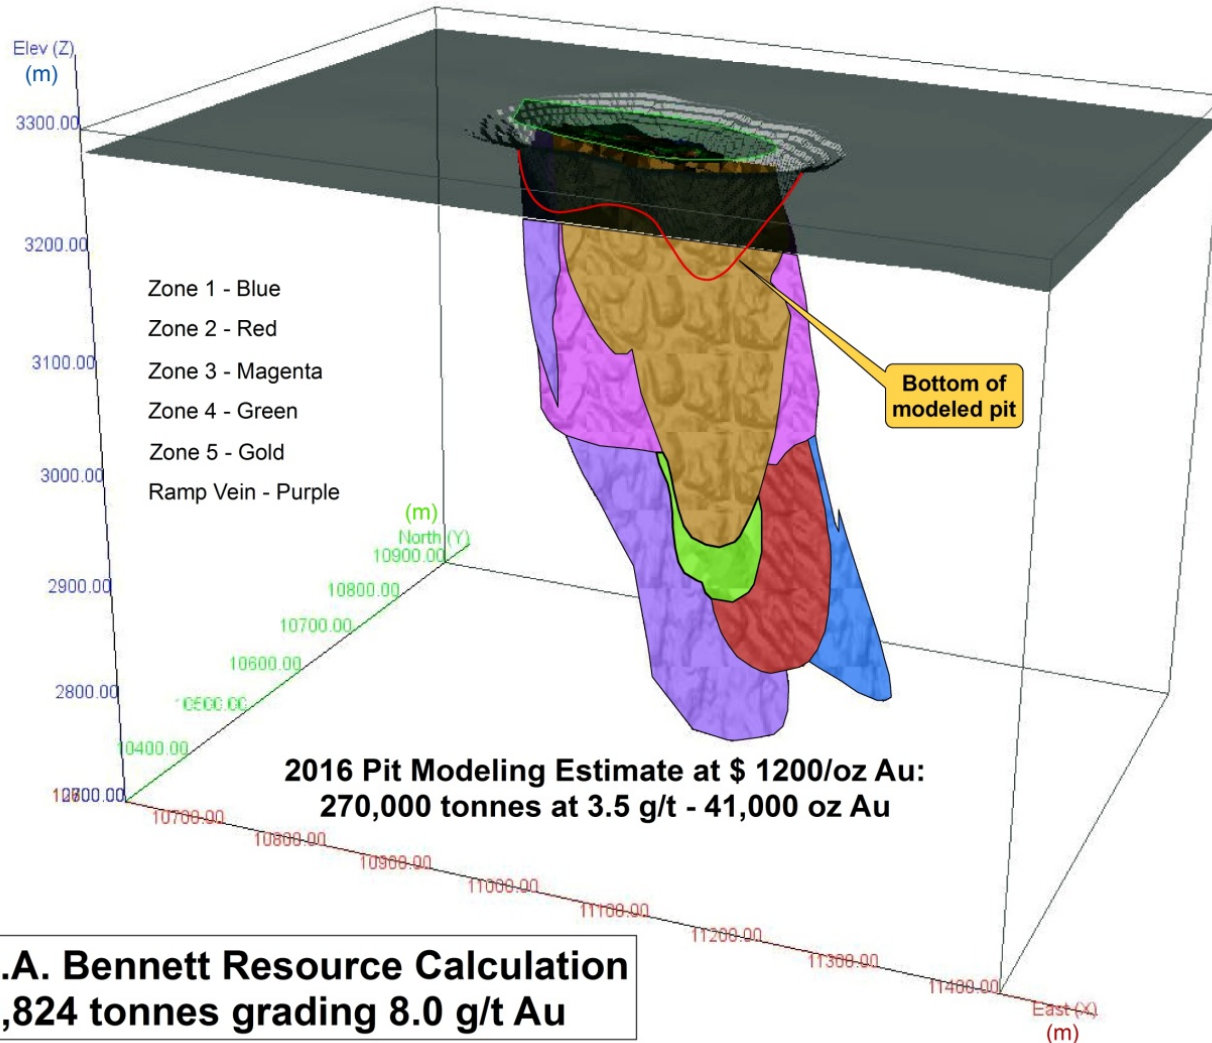 Elev (Z)
(m)
3300.00
3200.00
3100.00
3000.00
2900.00
2800.00
Zone 1 - Blue
Zone 2 - Red
Zone 3 - Magenta
Zone 4 - Green
Zone 5 - Gold
Ramp Vein - Purple
Bottom of
modeled pit
(m)
North (Y)
10900.00
10800.00
10700.00
10600.00
10400.00
2016 Pit Modeling Estimate at $ 1200/oz Au:
270,000 tonnes at 3.5 g/t - 41,000 oz Au
10700.00
10800.00
10900.00
11000.00
11100.00
11200.00
11300.00
11400.00
East (X)
(m)
.A. Bennett Resource Calculation
,824 tonnes grading 8.0 g/t Au